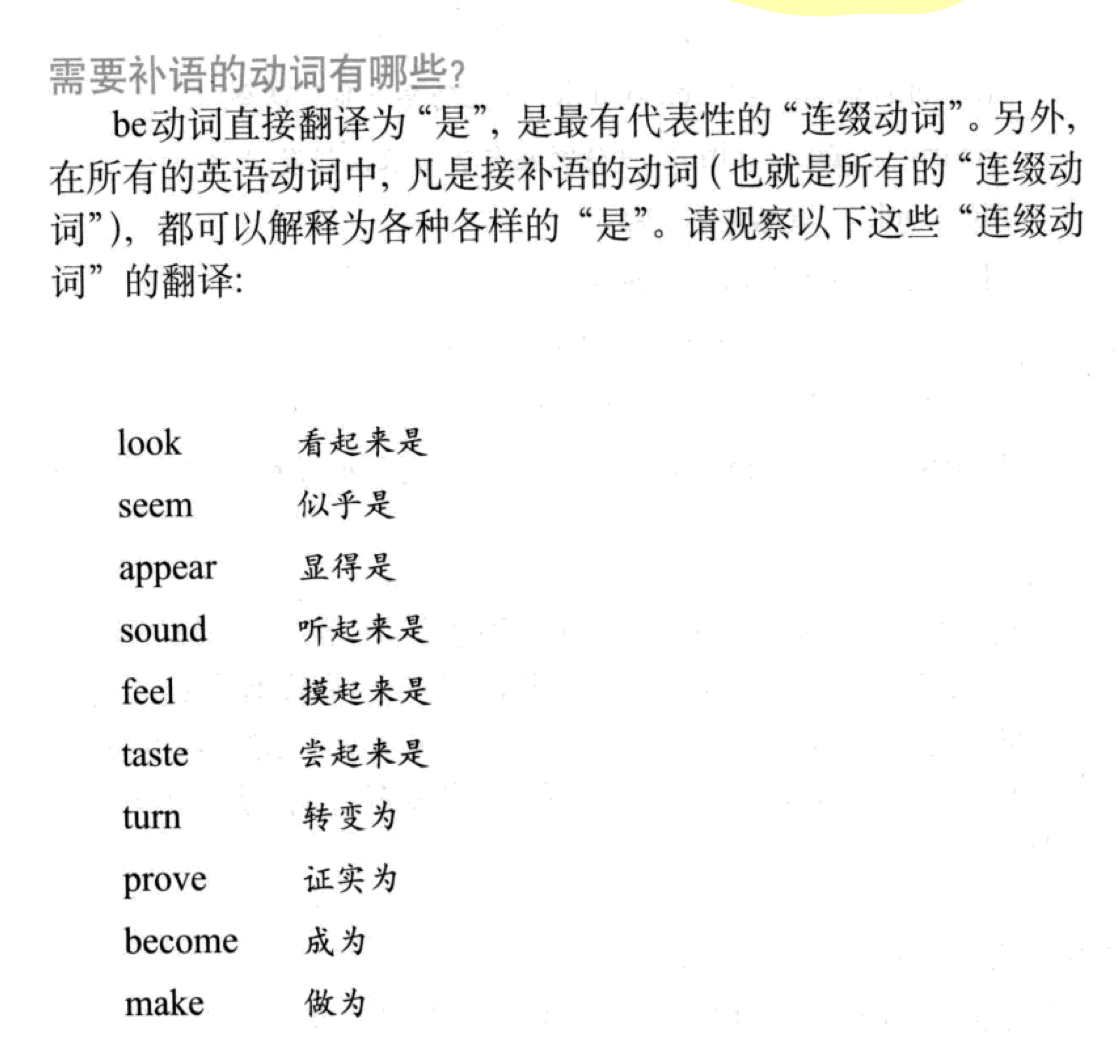 需要补语的动词有哪些?
be动词直接翻译为“是”，是最有代表性的“连缀动词”。另外，
在所有的英语动词中，凡是接补语的动词（也就是所有的“连缀动
词”），都可以解释为各种各样的“是”。请观察以下这些“连缀动
词”的翻译：
look 看起来是
seem 似乎是
appear 显得是
sound 听起来是
feel 摸起来是
taste 尝起来是
turn 转变为
prove 证实为
become 成为
make 做为